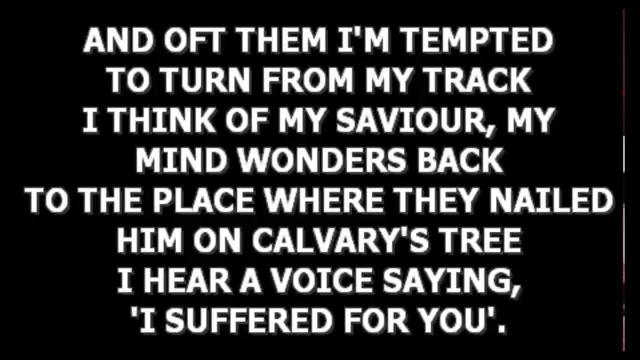 AND OFT THEM I'M TEMPTED
TO TURN FROM MY TRACK
I THINK OF MY SAVIOUR, MY
MIND WONDERS BACK
TO THE PLACE WHERE THEY NAILED
HIM ON CALVARY'S TREE
I HEAR A VOICE SAYING,
'I SUFFERED FOR YOU'.